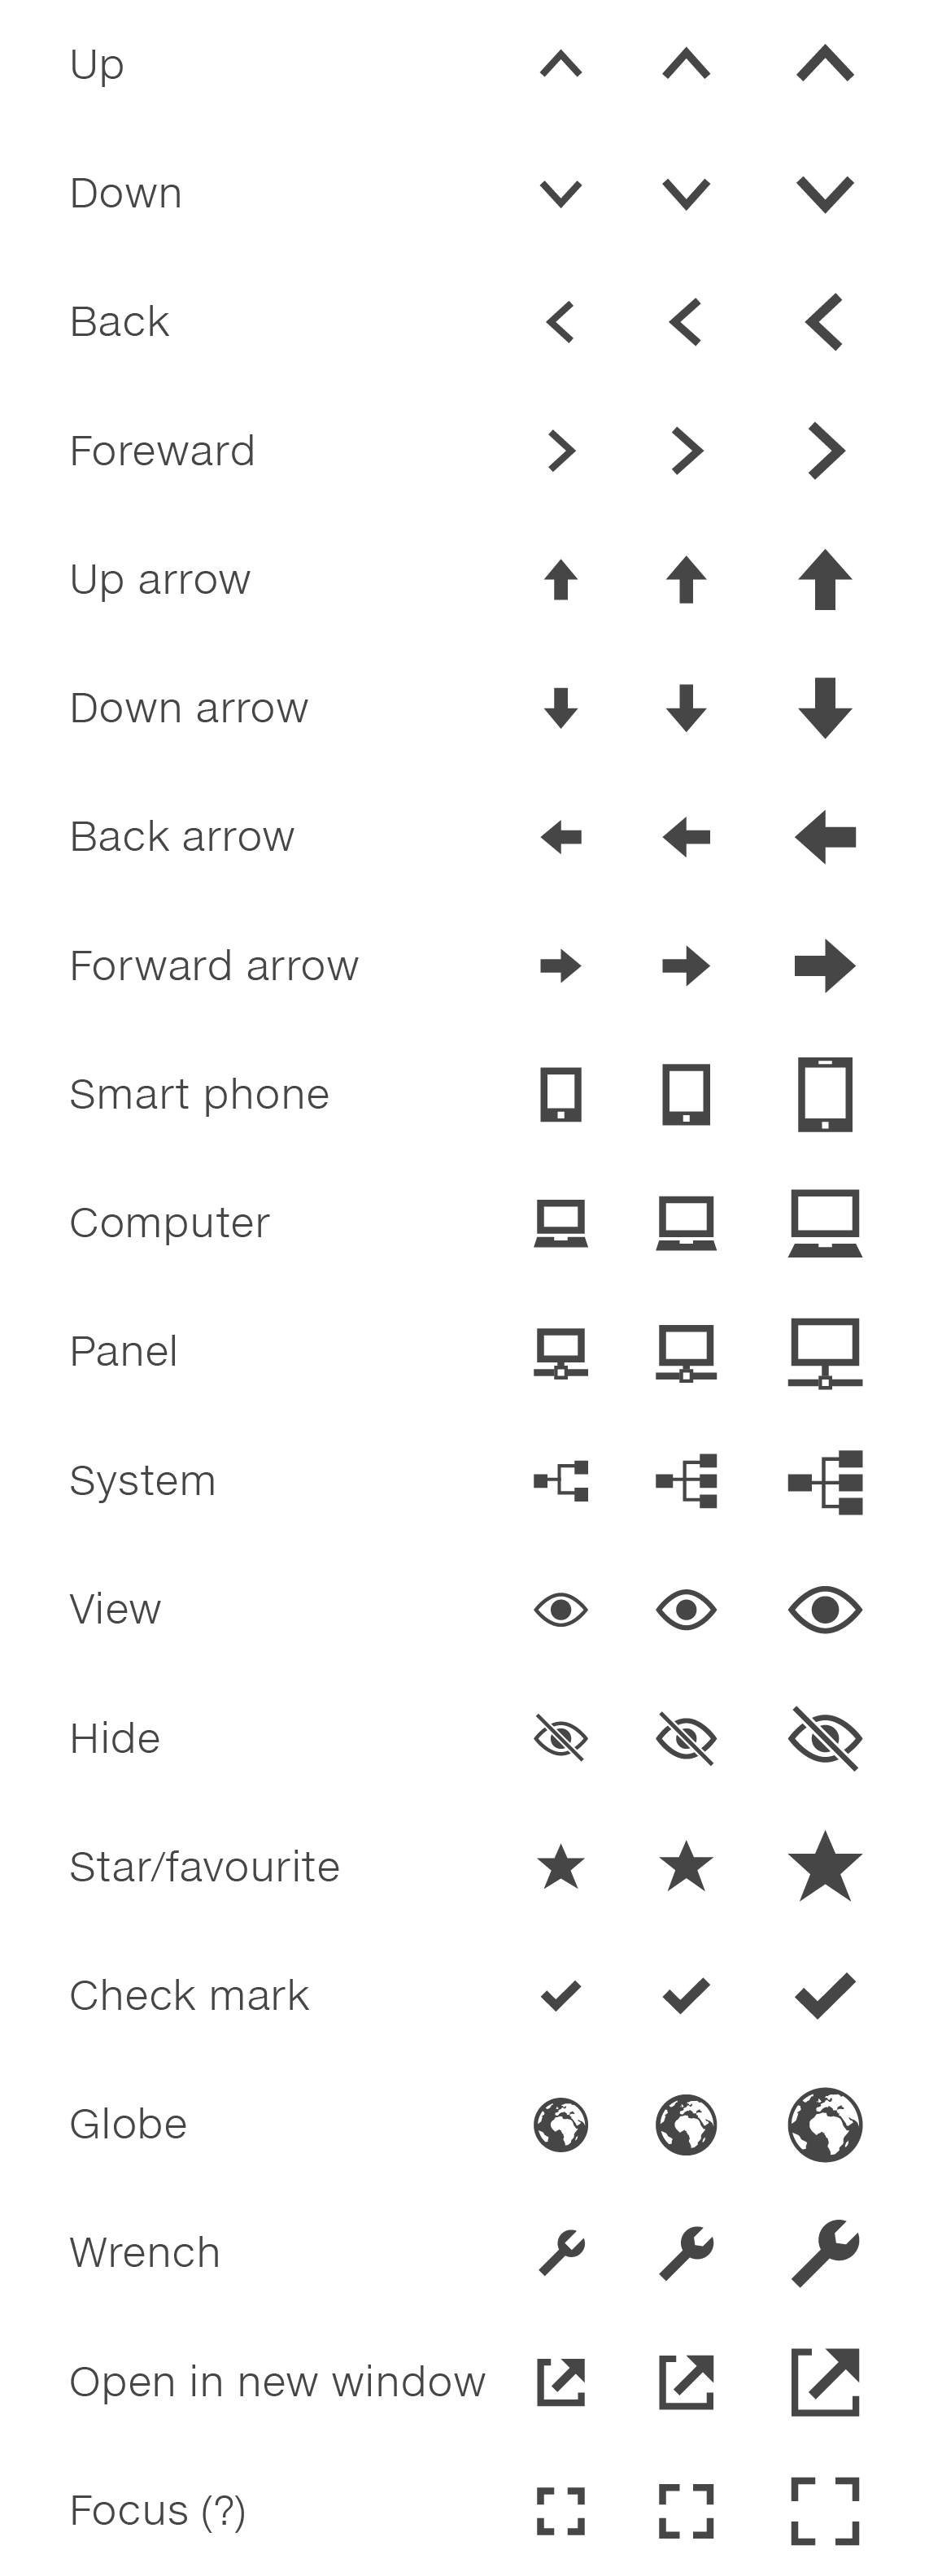 Up
Down
Back
Foreward
Up arrow
Down arrow
Back arrow
Forward arrow
Smart phone
Computer
Panel
System
View
Hide
Star/favourite
Check mark
Globe
Wrench
Open in new window
Focus (?)